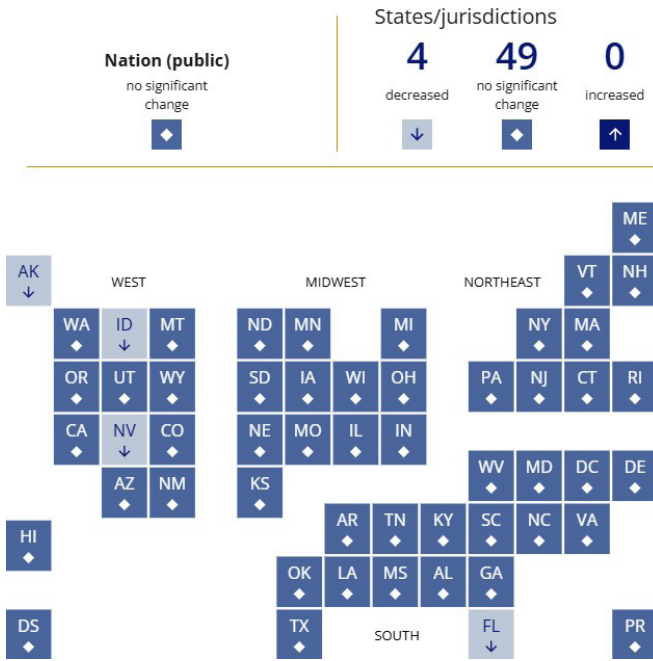 States/jurisdictions
Nation (public)
no significant
change
4
decreased
49
no significant
change
0
increased
ME
AK
WEST
MIDWEST
NORTHEAST
VT NH
WA ID MT ND MN MI NY MA
OR UT WY SD IA WI OH PA NJ CT RI
CA NV CO NE MO IL IN
WV MD DC DE
AZ NM KS
HI
AR TN KY SC NC VA
OK LA MS AL GA
DS
TX
SOUTH
FL
PR